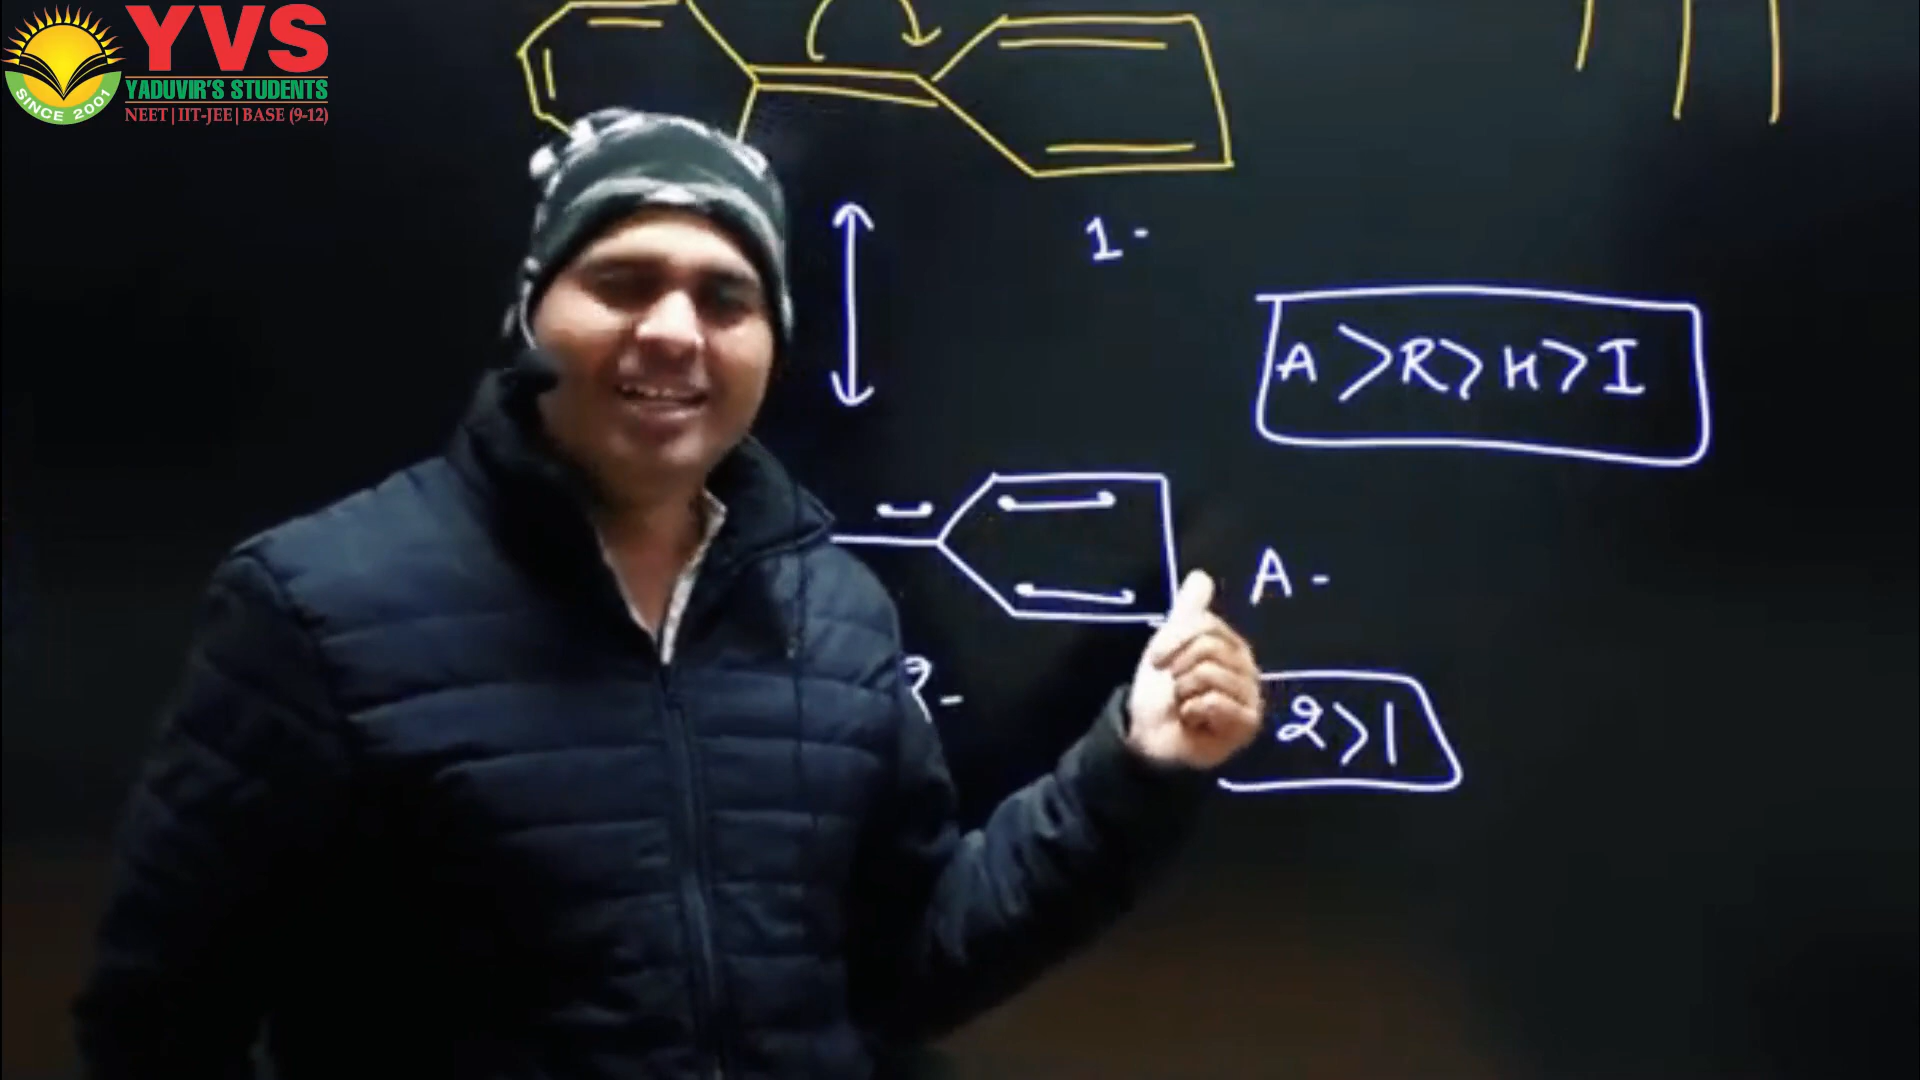 YVS
YADUVIR'S STUDENTS
NEET | IIT-JEE | BASE (9-12)
SINCE 2001
1-
A > R > H > I
A -
2 > 1